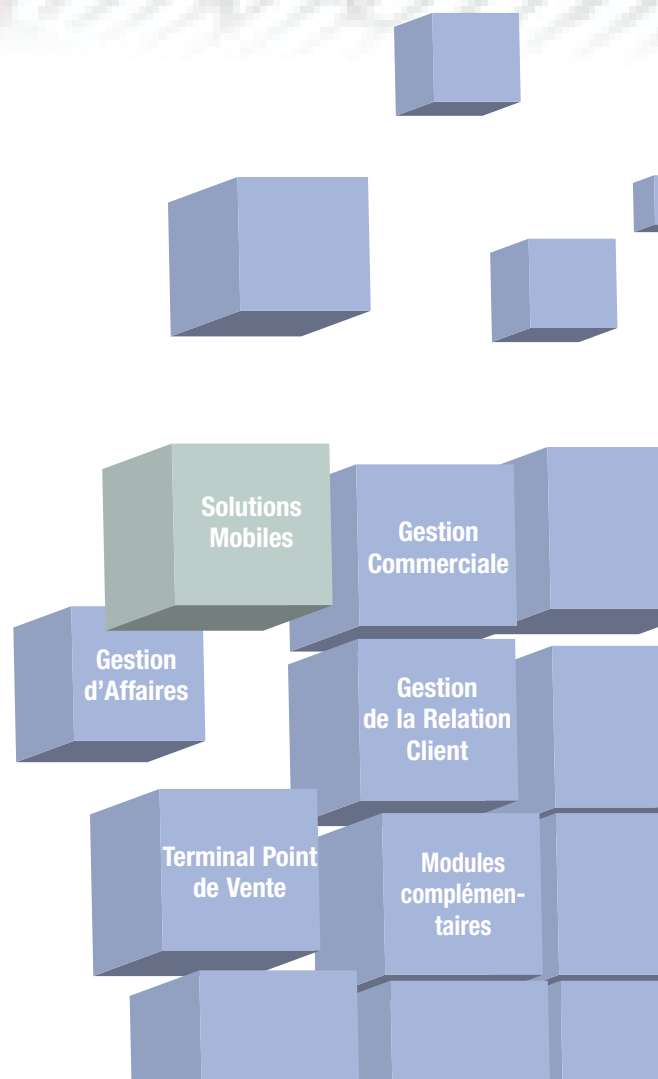 Solutions
Mobiles
Gestion
Commerciale
Gestion
d’Affaires
Gestion
de la Relation
Client
Terminal Point
de Vente
Modules
complémen-
taires